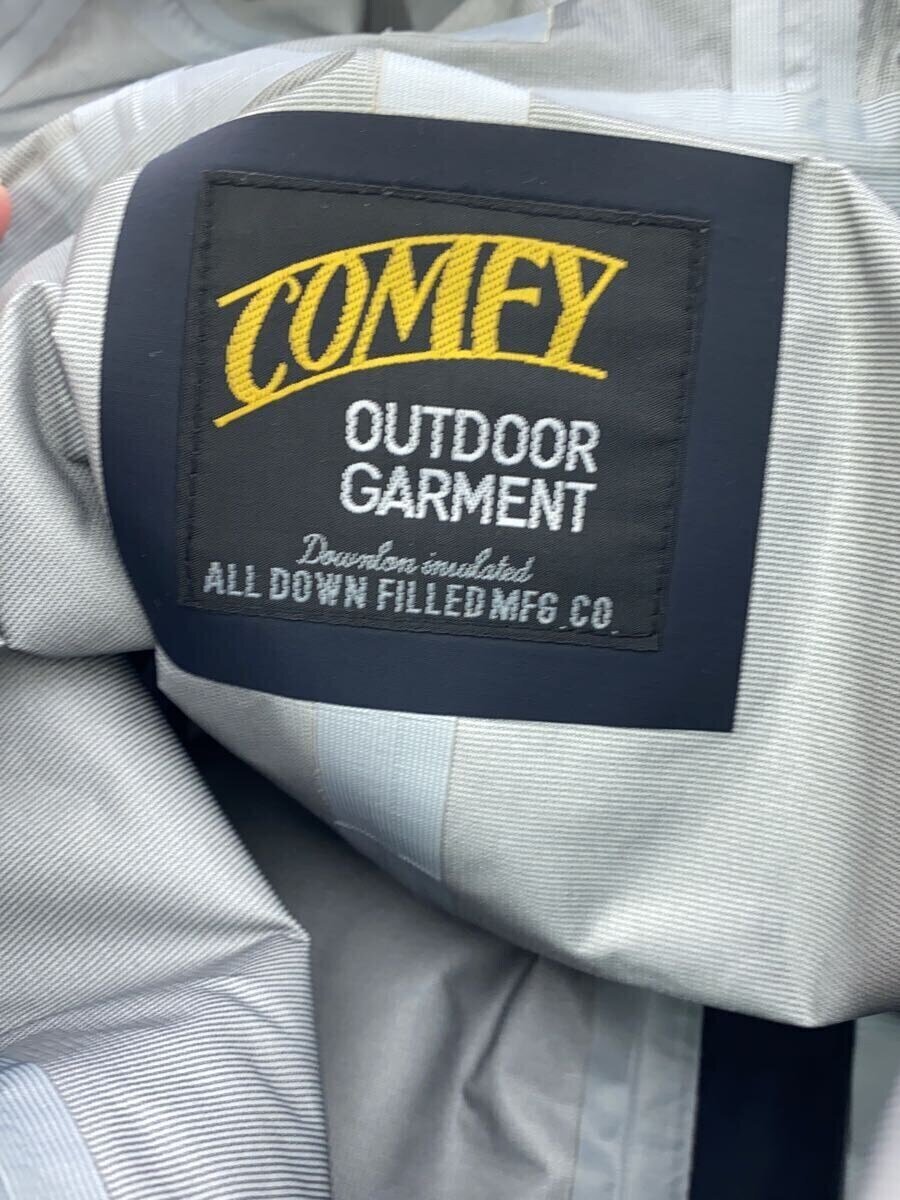 COMFY
OUTDOOR
GARMENT
Downlon insulated
ALL DOWN FILLED MFG.CO.